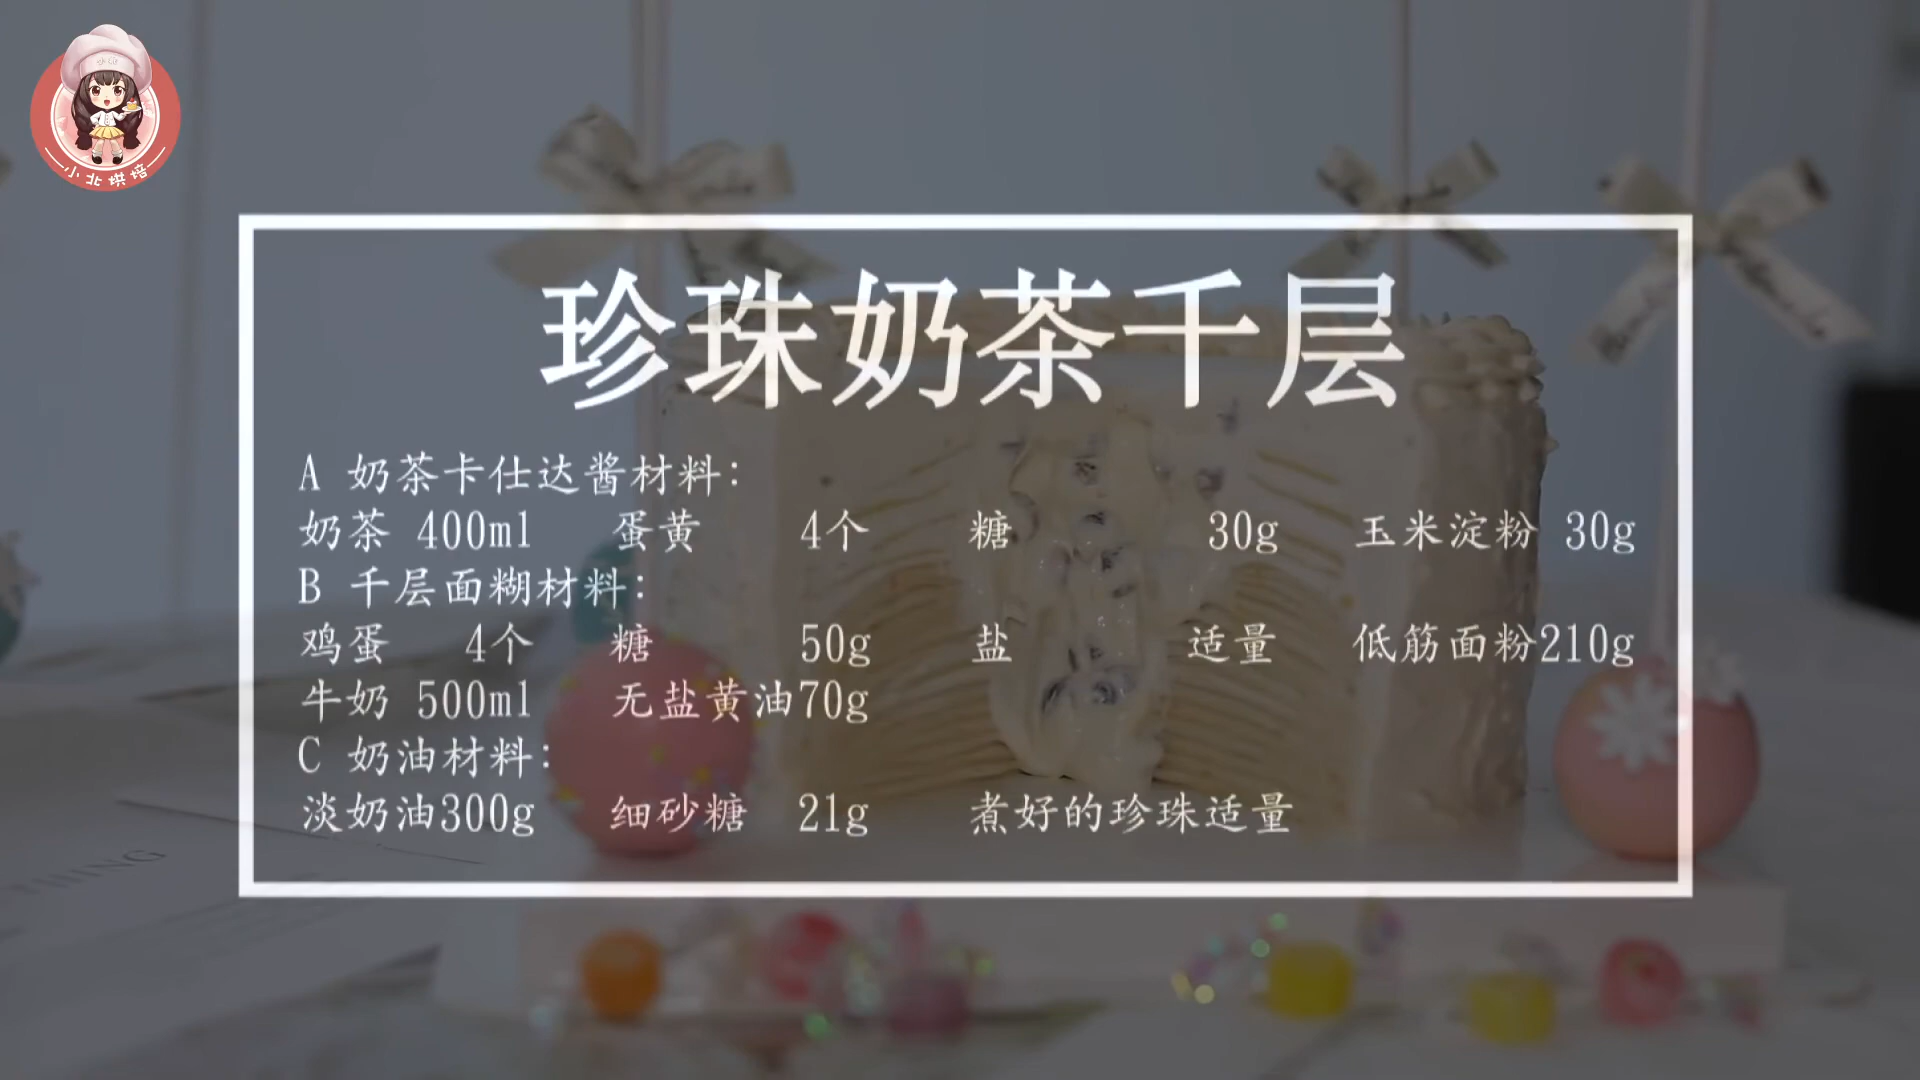 小北烘焙
珍珠奶茶千层
A 奶茶卡仕达酱材料：
奶茶 400ml 蛋黄 4个 糖 30g 玉米淀粉 30g
B 千层面糊材料：
鸡蛋 4个 糖 50g 盐 适量 低筋面粉210g
牛奶 500ml 无盐黄油70g
C 奶油材料：
淡奶油300g 细砂糖 21g 煮好的珍珠适量